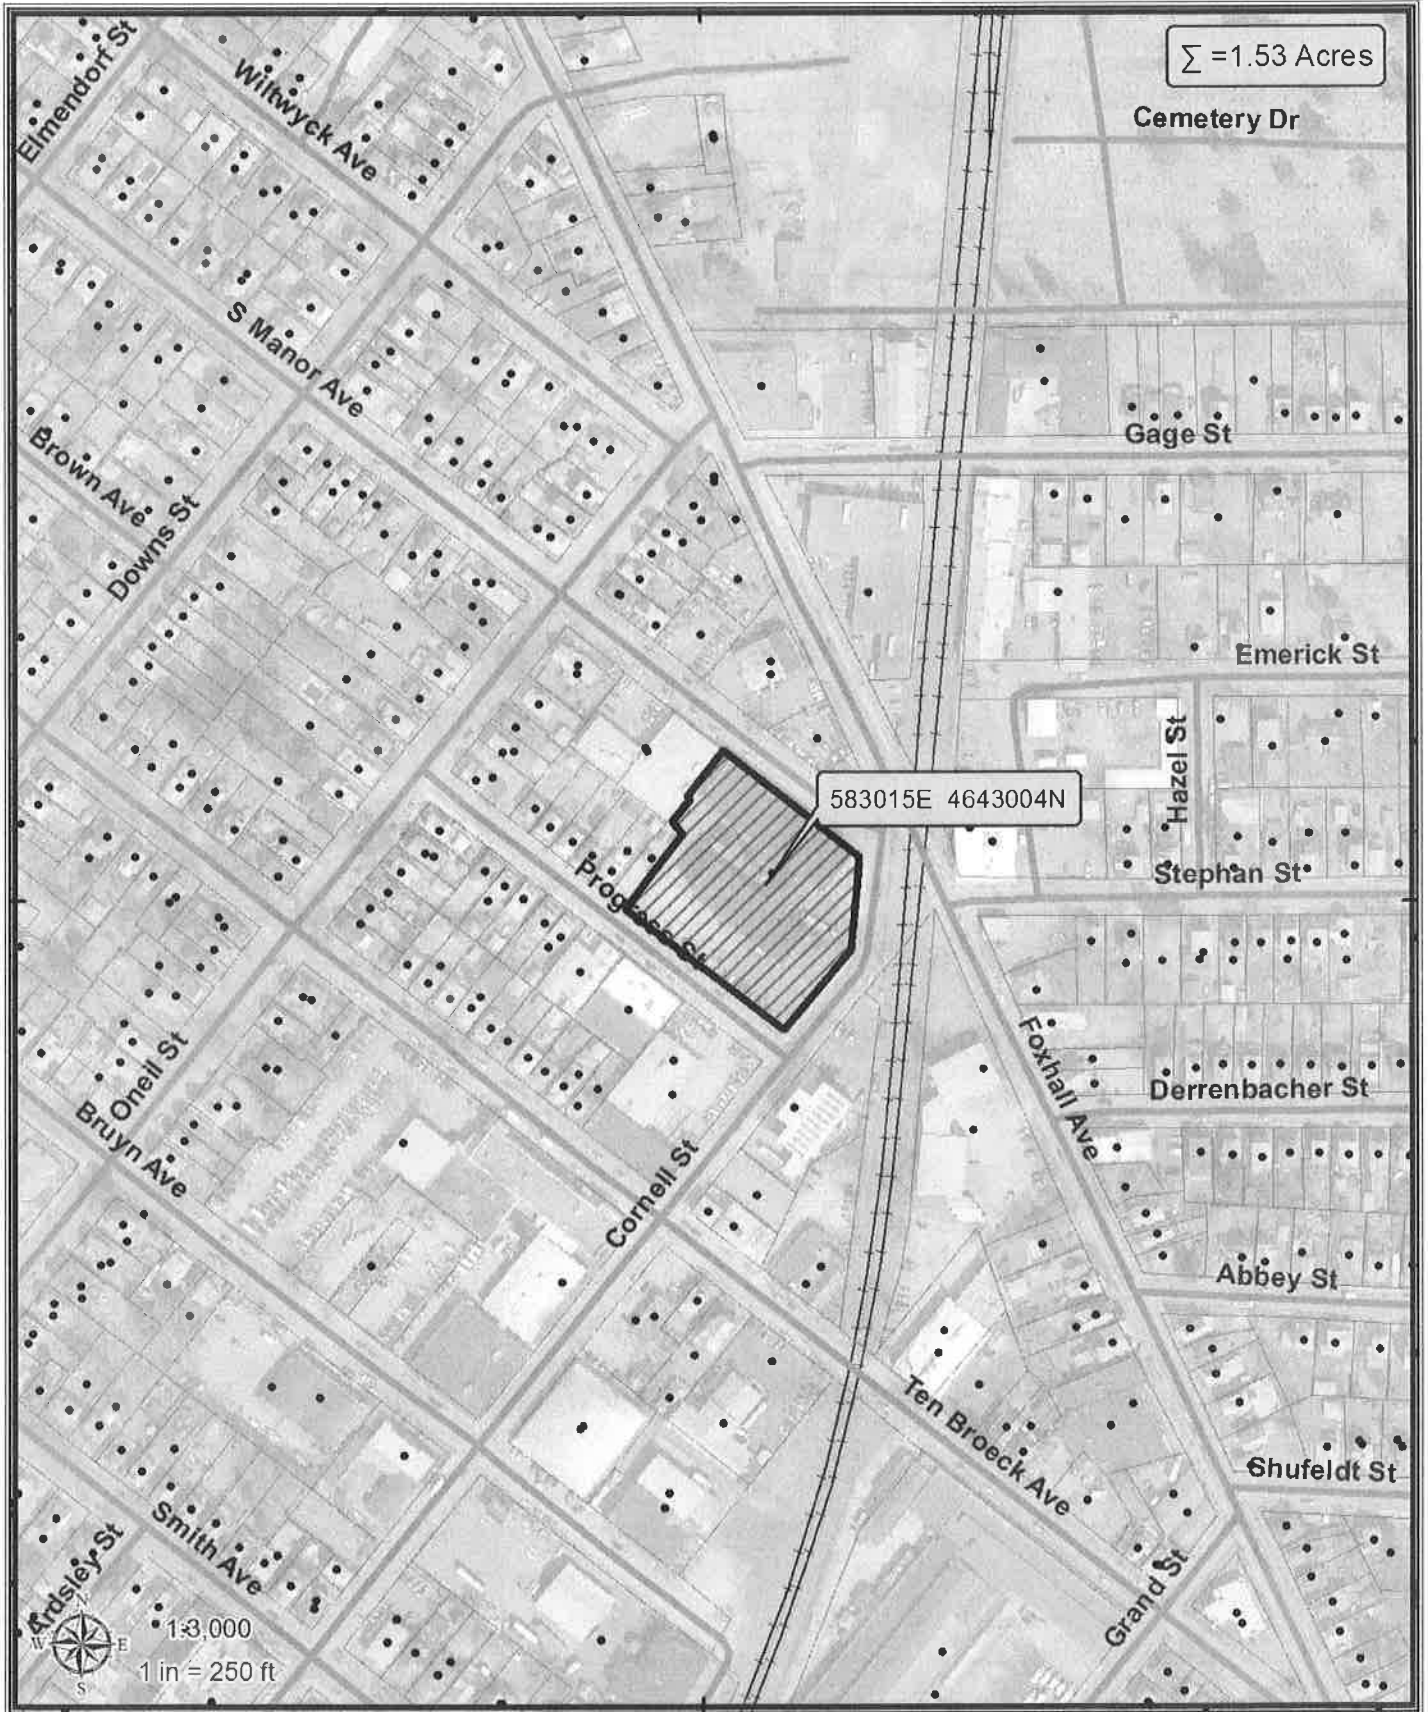 ∑ =1.53 Acres
Elmendorf St
Wiltwyck Ave
Cemetery Dr
S Manor Ave
Brown Ave
Downs St
Gage St
Emerick St
Hazel St
583015E 4643004N
Progress St
Stephan St
Foxhall Ave
Oneil St
Bruyn Ave
Derrenbacher St
Cornell St
Abbey St
Ten Broeck Ave
Shufeldt St
Smith Ave
Ardsley St
Grand St
N
W
E
S
1:3,000
1 in = 250 ft